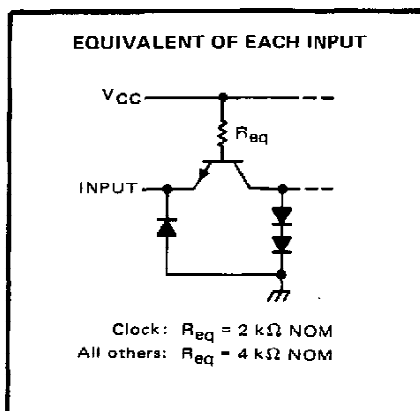 EQUIVALENT OF EACH INPUT
VCC
Req
INPUT
Clock: Req = 2 kΩ NOM
All others: Req = 4 kΩ NOM